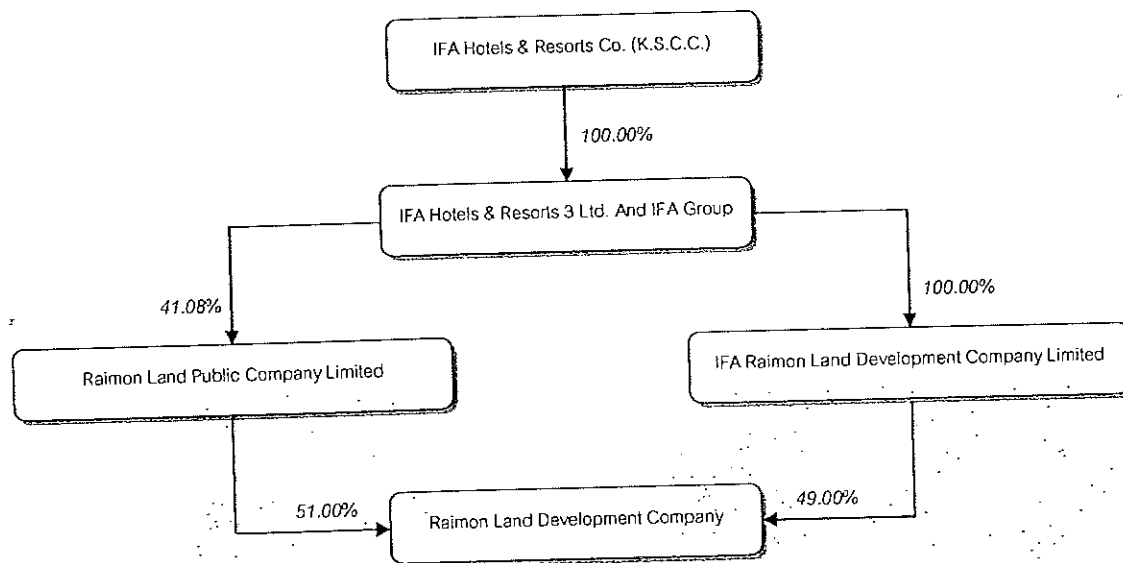 IFA Hotels & Resorts Co. (K.S.C.C.)
100.00%
IFA Hotels & Resorts 3 Ltd. And IFA Group
41.08%
100.00%
Raimon Land Public Company Limited
IFA Raimon Land Development Company Limited
51.00%
Raimon Land Development Company
49.00%